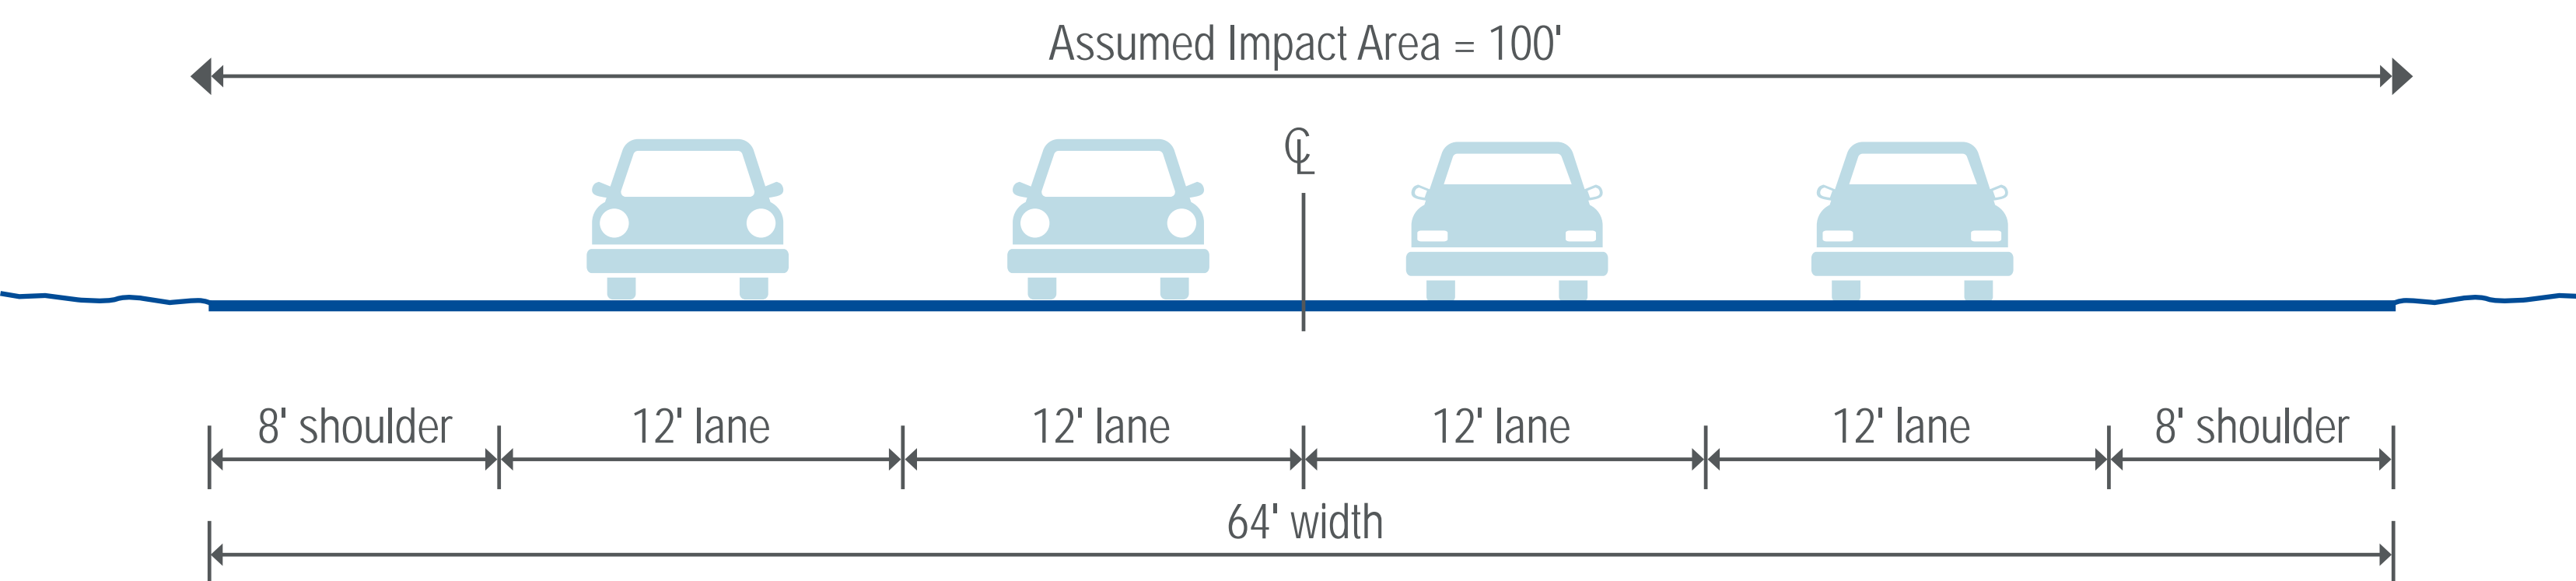 Assumed Impact Area = 100'
℄
8' shoulder 12' lane 12' lane 12' lane 12' lane 8' shoulder
64' width